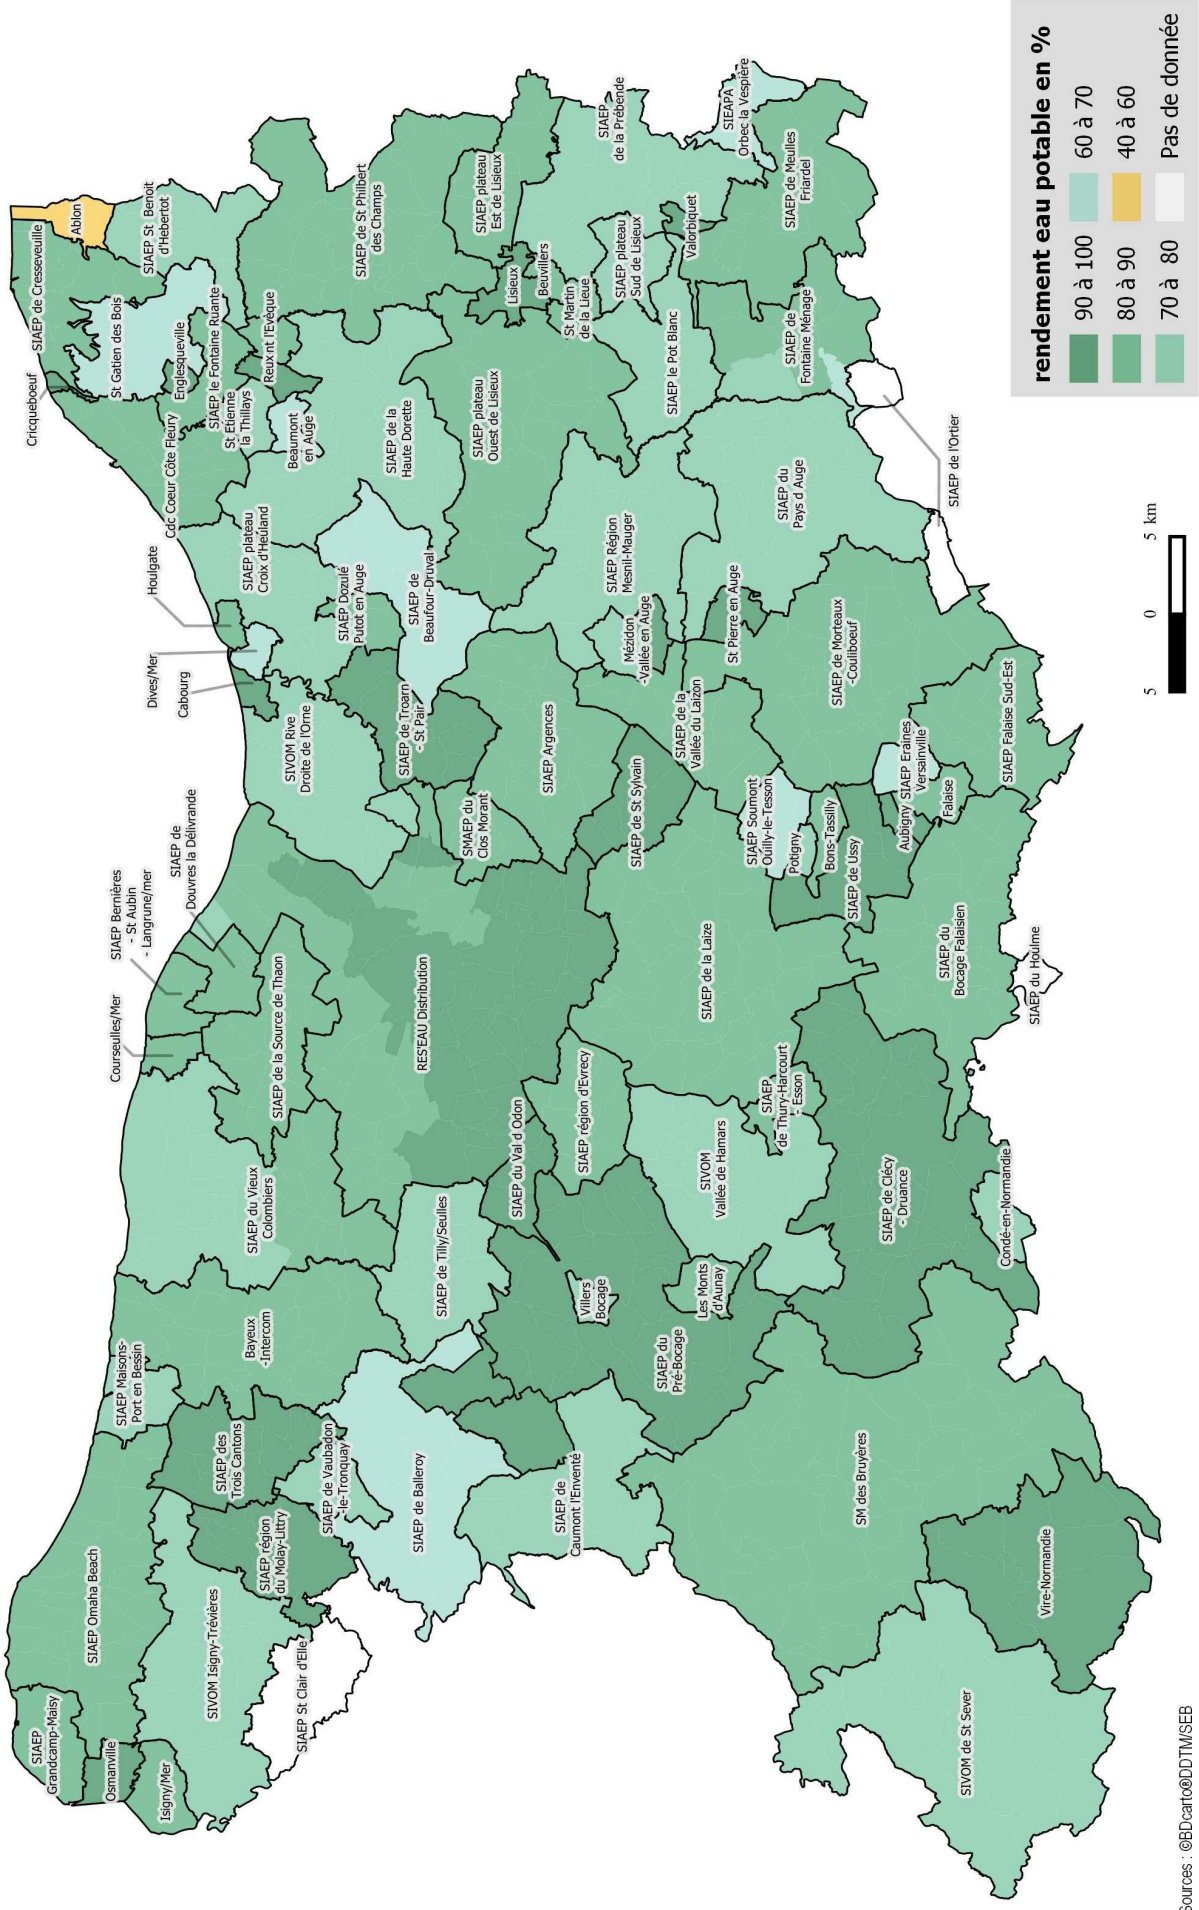 SIAEP
Grandcamp-Maisy
Osmanville
Isigny/Mer
SIAEP Omaha Beach
SIVOM Isigny-Trévières
SIAEP St Clair d'Elle
SIAEP région
du Molay-Littry
SIAEP des
Trois Cantons
SIAEP Maisons-
Port en Bessin
SIAEP de Vaubadon
-le-Tronquay
SIAEP de Balleroy
SIAEP de
Caumont l'Eventé
Bayeux
-Intercom
SIAEP de Tilly/Seulles
SIAEP du Vieux
Colombiers
SIAEP de la Source de Thaon
Courseulles/Mer
SIAEP Bernières
- St Aubin
- Langrune/mer
SIAEP de
Douvres la Délivrande
RES'EAU Distribution
SIAEP du Val d Odon
SIAEP région d'Evrecy
Villers
Bocage
SIAEP du
Pré-Bocage
Les Monts
d'Aunay
SIVOM
Vallée de Hamars
SIAEP
de Thury-Harcourt
- Esson
SIAEP de la Laize
SIAEP de Clécy
- Druance
Condé-en-Normandie
SM des Bruyères
Vire-Normandie
SIVOM de St Sever
SIAEP du Houlme
SIAEP du
Bocage Falaisien
Cabourg
Dives/Mer
Houlgate
SIVOM Rive
Droite de l'Orne
SIAEP de Troarn
- St Pair
SMAEP du
Clos Morant
SIAEP Argences
SIAEP de St Sylvain
SIAEP de la
Vallée du Laizon
SIAEP Soumont
Ouilly-le-Tesson
Potigny
Bons-Tassilly
SIAEP de Ussy
Aubigny
SIAEP Eraines
Versainville
Falaise
SIAEP Falaise Sud-Est
SIAEP de Morteaux
-Couliboeuf
St Pierre en Auge
Mézidon
-Vallée en Auge
SIAEP Région
Mesnil-Mauger
SIAEP du
Pays d Auge
SIAEP de l'Ortier
SIAEP Dozulé
Putot en Auge
SIAEP de
Beaufour-Druval
SIAEP plateau
Croix d'Heuland
Cdc Coeur Côte Fleury
Cricqueboeuf
SIAEP de Cresseveuille
Ablon
SIAEP St Benoit
d'Hebertot
St Gatien des Bois
Englesqueville
SIAEP le Fontaine Ruante
St Etienne
la Thillays
Reux
nt l'Evèque
Beaumont
en Auge
SIAEP de la
Haute Dorette
SIAEP plateau
Ouest de Lisieux
SIAEP de St Philbert
des Champs
SIAEP plateau
Est de Lisieux
Lisieux
Beuvillers
St Martin
de la Lieue
SIAEP plateau
Sud de Lisieux
SIAEP
de la Prébende
SIEAPA
Orbec la Vespière
Valorbiquet
SIAEP de Meulles
Friardel
SIAEP le Pot Blanc
SIAEP de
Fontaine Ménage
rendement eau potable en %
90 à 100
80 à 90
70 à 80
60 à 70
40 à 60
Pas de donnée
5 0 5 km
Sources : ©BDcarto®DDTM/SEB